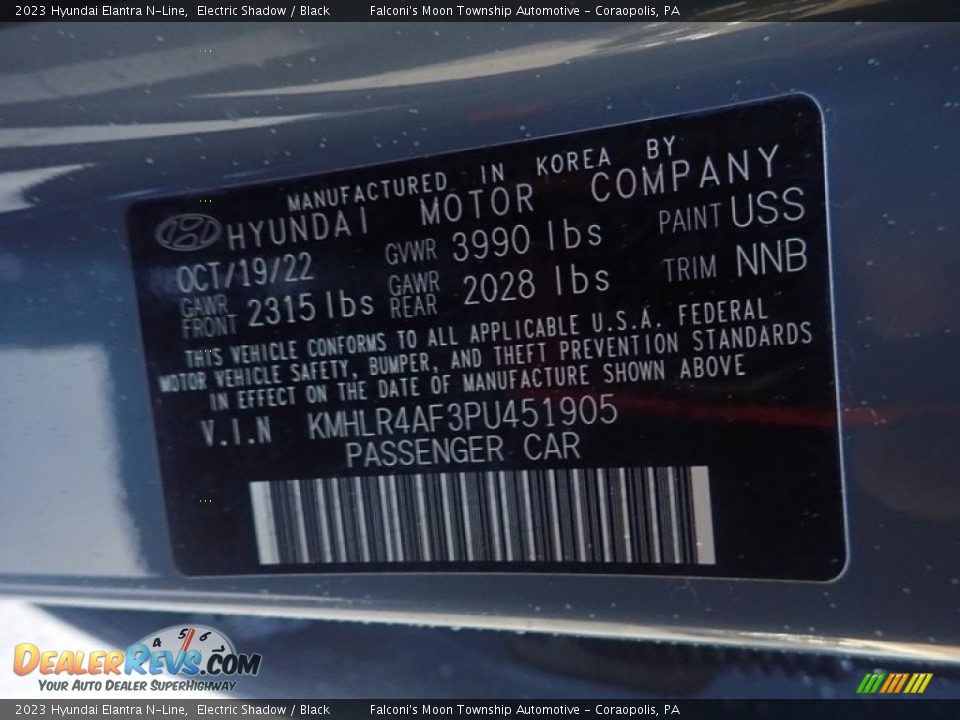 2023 Hyundai Elantra N-Line, Electric Shadow / Black Falconi's Moon Township Automotive - Coraopolis, PA
MANUFACTURED IN KOREA BY
HYUNDAI MOTOR COMPANY
OCT/19/22 GVWR 3990 lbs PAINT USS
GAWR FRONT 2315 lbs GAWR REAR 2028 lbs TRIM NNB
THIS VEHICLE CONFORMS TO ALL APPLICABLE U.S.A. FEDERAL
MOTOR VEHICLE SAFETY, BUMPER, AND THEFT PREVENTION STANDARDS
IN EFFECT ON THE DATE OF MANUFACTURE SHOWN ABOVE
V.I.N KMHLR4AF3PU451905
PASSENGER CAR
4 5 6
DealerRevs.com
Your Auto Dealer SuperHighway
2023 Hyundai Elantra N-Line, Electric Shadow / Black Falconi's Moon Township Automotive - Coraopolis, PA